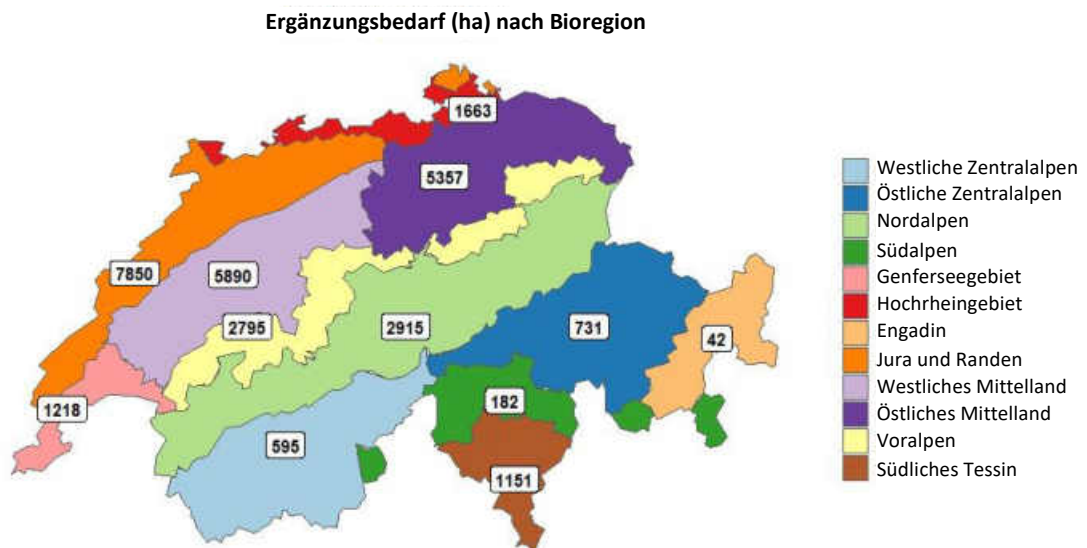 Ergänzungsbedarf (ha) nach Bioregion
1663
5357
7850
5890
2795
2915
731
42
1218
182
595
1151
Westliche Zentralalpen
Östliche Zentralalpen
Nordalpen
Südalpen
Genferseegebiet
Hochrheingebiet
Engadin
Jura und Randen
Westliches Mittelland
Östliches Mittelland
Voralpen
Südliches Tessin